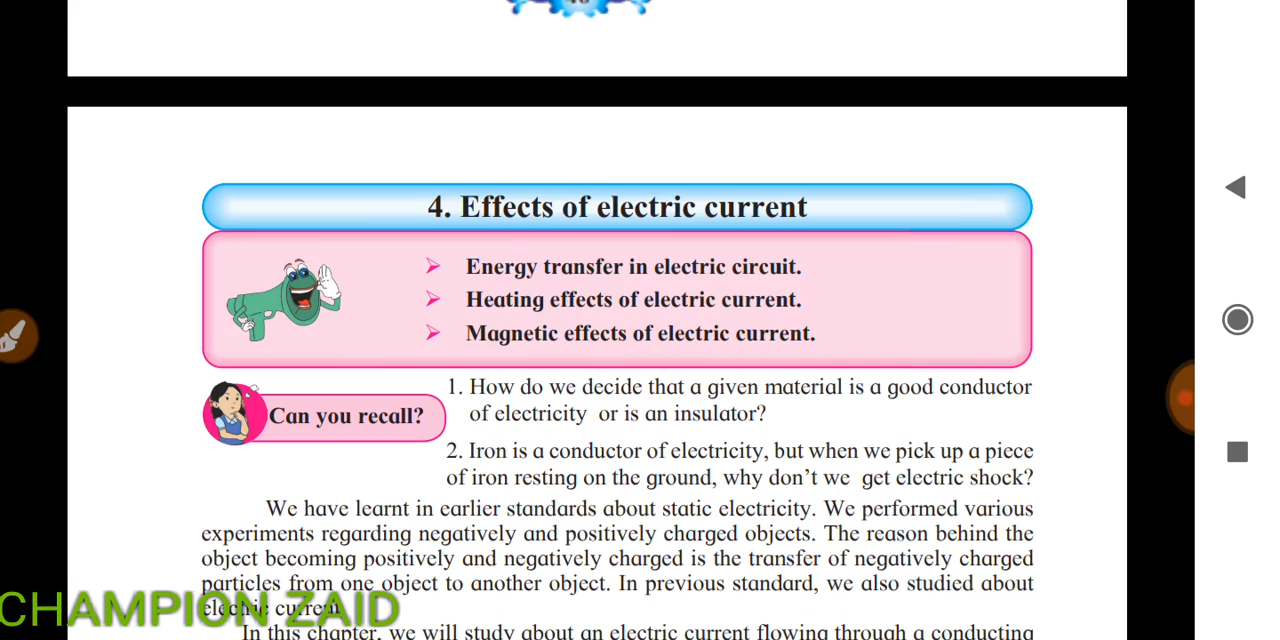 4. Effects of electric current
➢ Energy transfer in electric circuit.
➢ Heating effects of electric current.
➢ Magnetic effects of electric current.
Can you recall?
1. How do we decide that a given material is a good conductor
of electricity or is an insulator?
2. Iron is a conductor of electricity, but when we pick up a piece
of iron resting on the ground, why don’t we get electric shock?
We have learnt in earlier standards about static electricity. We performed various
experiments regarding negatively and positively charged objects. The reason behind the
object becoming positively and negatively charged is the transfer of negatively charged
particles from one object to another object. In previous standard, we also studied about
electric current.
CHAMPION ZAID
In this chapter, we will study about an electric current flowing through a conducting